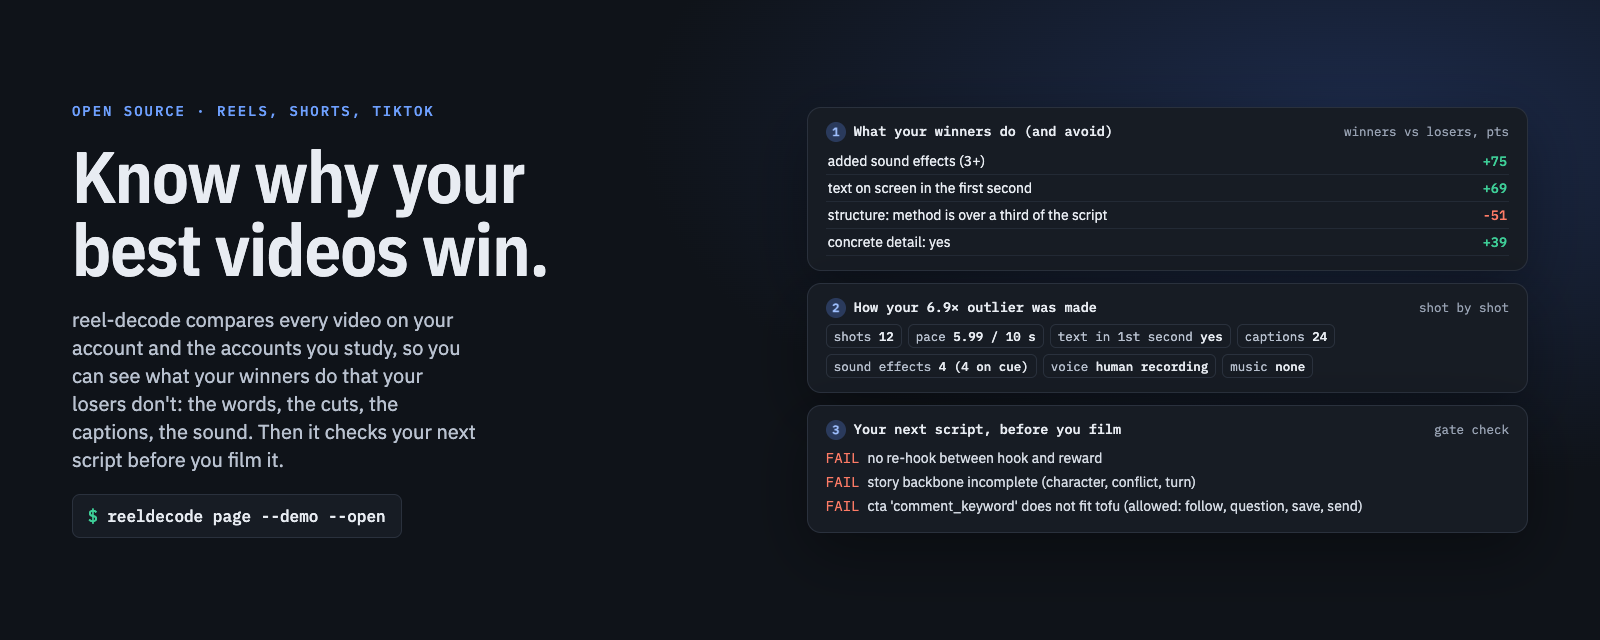 OPEN SOURCE · REELS, SHORTS, TIKTOK
Know why your
best videos win.
reel-decode compares every video on your
account and the accounts you study, so you
can see what your winners do that your
losers don't: the words, the cuts, the
captions, the sound. Then it checks your next
script before you film it.
$ reeldecode page --demo --open
1 What your winners do (and avoid) winners vs losers, pts
added sound effects (3+) +75
text on screen in the first second +69
structure: method is over a third of the script -51
concrete detail: yes +39
2 How your 6.9× outlier was made shot by shot
shots 12 pace 5.99 / 10 s text in 1st second yes captions 24
sound effects 4 (4 on cue) voice human recording music none
3 Your next script, before you film gate check
FAIL no re-hook between hook and reward
FAIL story backbone incomplete (character, conflict, turn)
FAIL cta 'comment_keyword' does not fit tofu (allowed: follow, question, save, send)